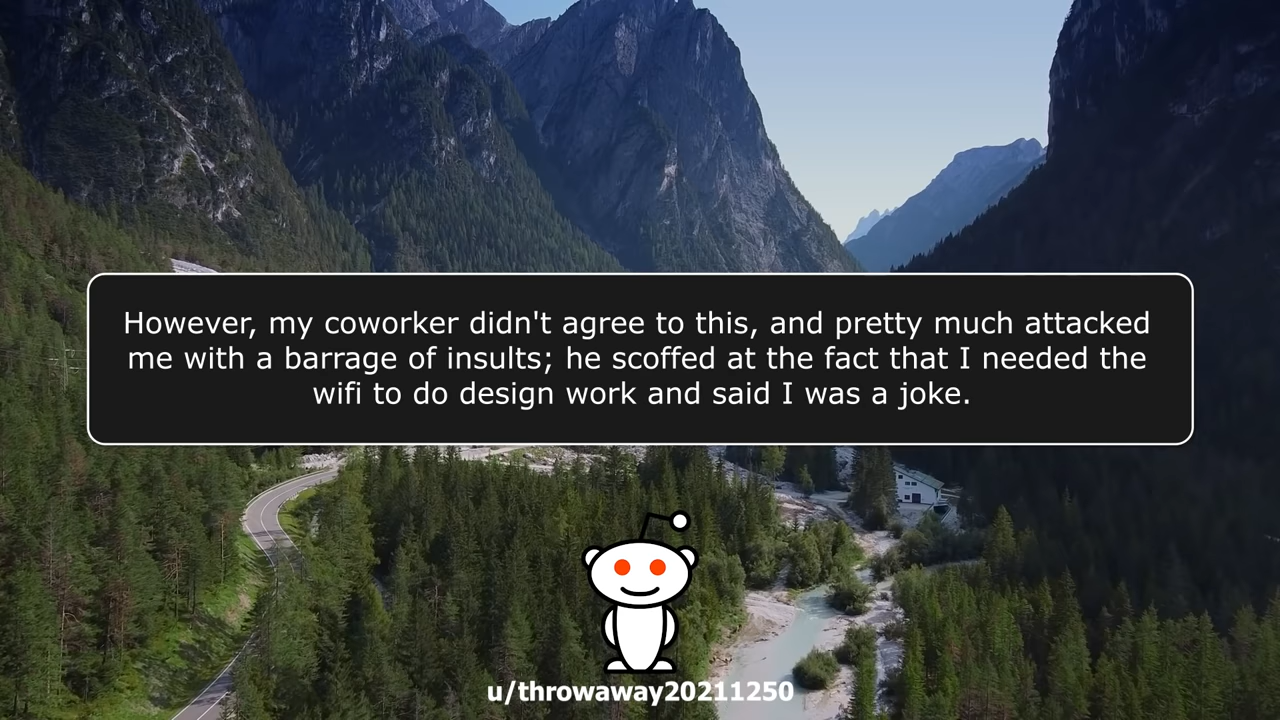 However, my coworker didn't agree to this, and pretty much attacked
me with a barrage of insults; he scoffed at the fact that I needed the
wifi to do design work and said I was a joke.
u/throwaway20211250